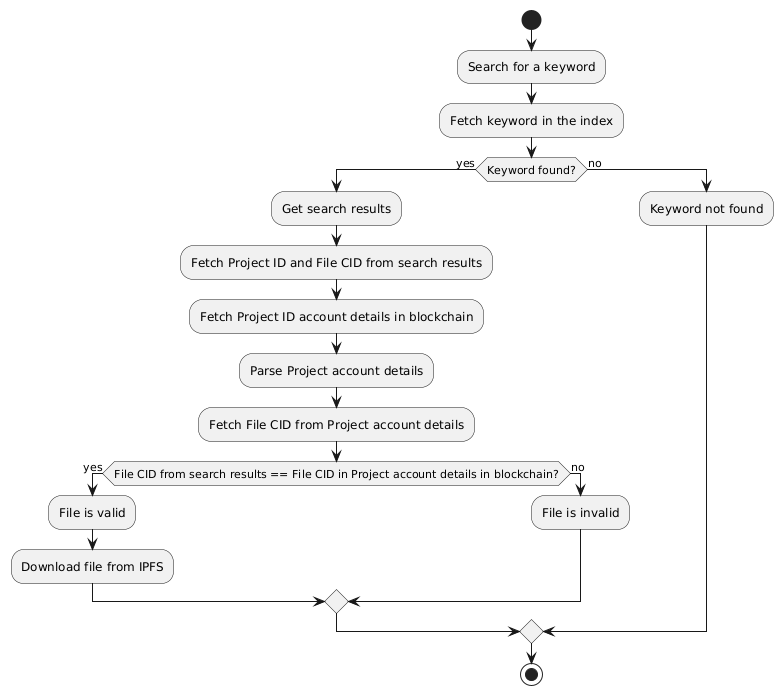 Search for a keyword
Fetch keyword in the index
yes
Keyword found?
no
Get search results
Keyword not found
Fetch Project ID and File CID from search results
Fetch Project ID account details in blockchain
Parse Project account details
Fetch File CID from Project account details
yes
File CID from search results == File CID in Project account details in blockchain?
no
File is valid
File is invalid
Download file from IPFS